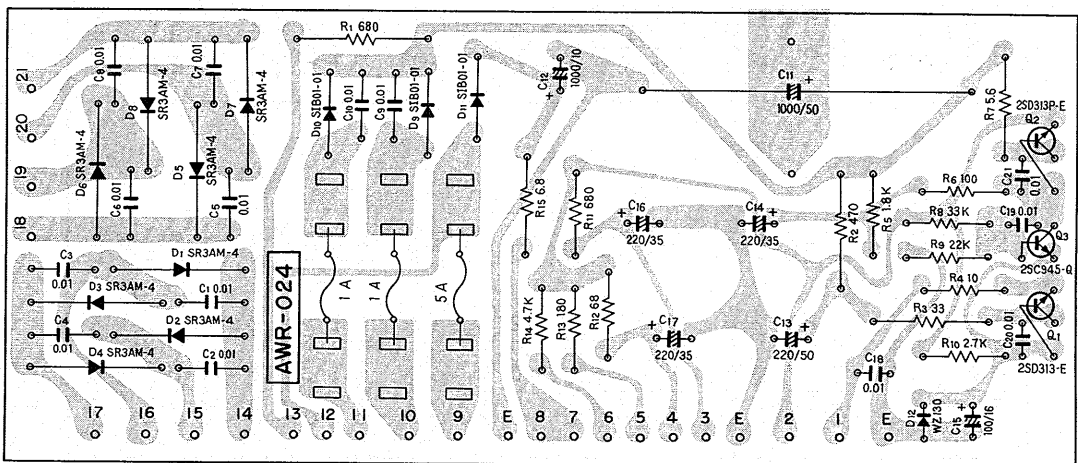 R1 680
C8 0.01
D8 SR3AM-4
C7 0.01
D7 SR3AM-4
D10 SIB01-01
C10 0.01
C9 0.01
D9 SIB01-01
D11 SIB01-01
C12 1000/10
C11
1000/50
R7 5.6
2SD313P-E
Q2
21
20
19
18
D6 SR3AM-4
C6 0.01
D5 SR3AM-4
C5 0.01
R15 6.8
R11 680
C16
220/35
C14
220/35
R2 470
R5 1.8K
R6 100
C21 0.01
R8 33K
C19 0.01
Q3
R9 22K
2SC945-Q
C3
0.01
D1 SR3AM-4
D3 SR3AM-4
C1 0.01
C4
0.01
D2 SR3AM-4
D4 SR3AM-4
C2 0.01
AWR-024
1A
1A
5A
R14 4.7K
R13 180
R12 68
C17
220/35
C13
220/50
R4 10
R3 33
Q1
R10 2.7K
C20 0.01
2SD313-E
C18
0.01
D12 WZ130
C15 100/16
17 16 15 14 13 12 11 10 9 E 8 7 6 5 4 3 E 2 1 E